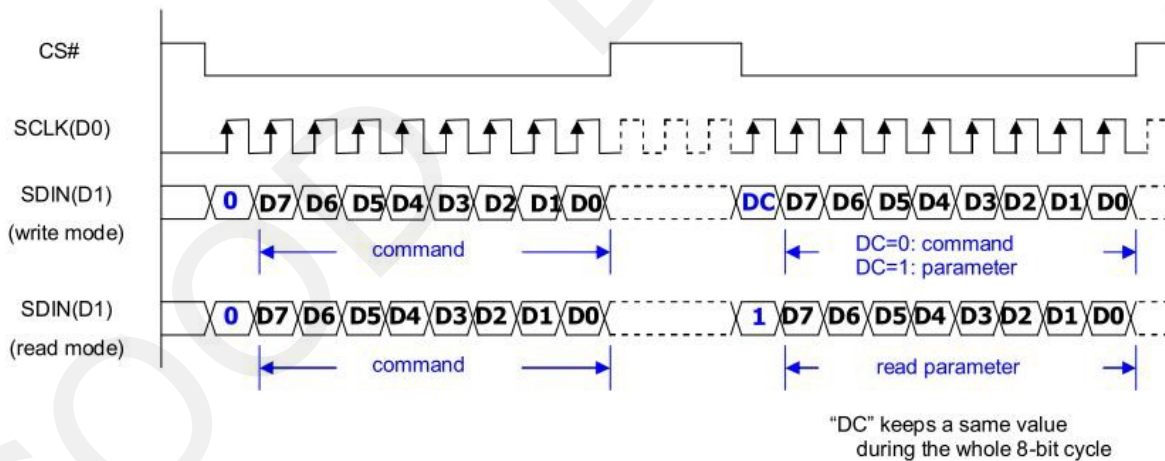 CS#
SCLK(D0)
SDIN(D1)
(write mode)
0 D7 D6 D5 D4 D3 D2 D1 D0
DC D7 D6 D5 D4 D3 D2 D1 D0
command
DC=0: command
DC=1: parameter
SDIN(D1)
(read mode)
0 D7 D6 D5 D4 D3 D2 D1 D0
1 D7 D6 D5 D4 D3 D2 D1 D0
command
read parameter
“DC” keeps a same value
during the whole 8-bit cycle